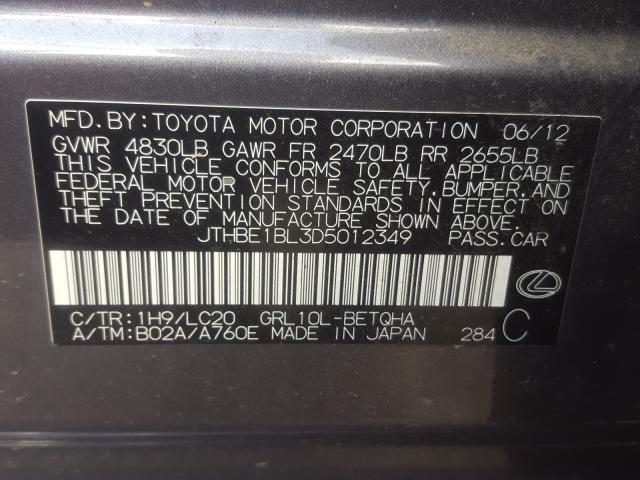 MFD.BY:TOYOTA MOTOR CORPORATION 06/12
GVWR 4830LB GAWR FR 2470LB RR 2655LB
THIS VEHICLE CONFORMS TO ALL APPLICABLE
FEDERAL MOTOR VEHICLE SAFETY,BUMPER,AND
THEFT PREVENTION STANDARDS IN EFFECT ON
THE DATE OF MANUFACTURE SHOWN ABOVE.
JTHBE1BL3D5012349 PASS.CAR
C/TR:1H9/LC20 GRL10L-BETQHA
A/TM:B02A/A760E MADE IN JAPAN 284 C